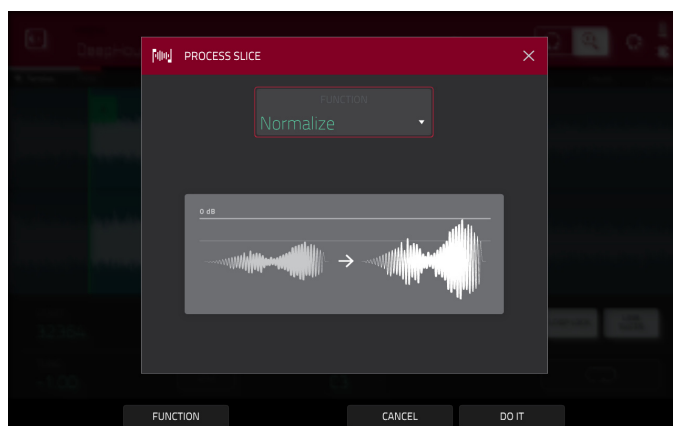 PROCESS SLICE
FUNCTION
Normalize
0 dB
FUNCTION
CANCEL
DO IT